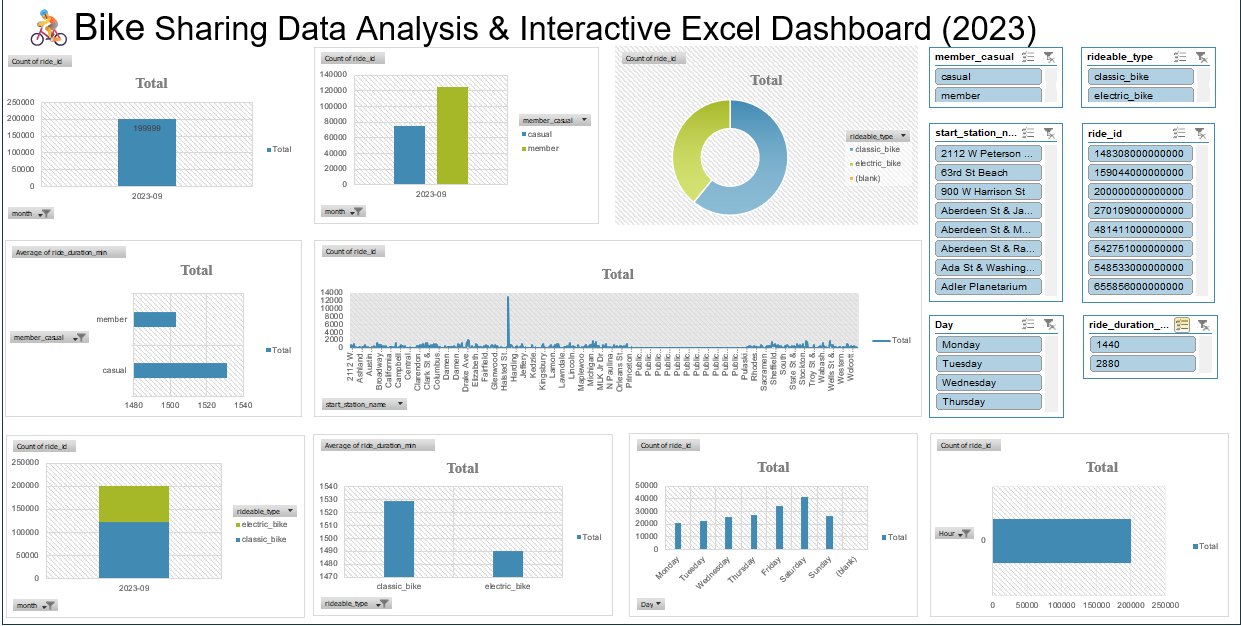 Bike Sharing Data Analysis & Interactive Excel Dashboard (2023)
Count of ride_id
Total
250000
200000
150000
100000
50000
0
199999
2023-09
Total
month
Count of ride_id
140000
120000
100000
80000
60000
40000
20000
0
2023-09
member_casual
casual
member
month
Count of ride_id
Total
rideable_type
classic_bike
electric_bike
(blank)
member_casual
casual
member
rideable_type
classic_bike
electric_bike
start_station_n...
2112 W Peterson ...
63rd St Beach
900 W Harrison St
Aberdeen St & Ja...
Aberdeen St & M...
Aberdeen St & Ra...
Ada St & Washing...
Adler Planetarium
ride_id
148308000000000
159044000000000
200000000000000
270109000000000
481411000000000
542751000000000
548533000000000
655856000000000
Average of ride_duration_min
Total
member
casual
1480 1500 1520 1540
member_casual
Total
Count of ride_id
Total
14000
12000
10000
8000
6000
4000
2000
0
2112 W.
Ashland.
Austin.
Broadway.
California.
Campbell.
Central.
Clarendon.
Clark St &.
Columbus.
Damen.
Damen.
Drake Ave.
Elizabeth.
Fairfield.
Glenwood.
Halsted St.
Harding.
Jeffery.
Kedzie.
Kingsbury.
Lamon.
Lawndale.
Lincoln.
Maplewoo.
Michigan.
MLK Jr Dr.
N Paulina.
Orleans St.
Princeton.
Public.
Public.
Public.
Public.
Public.
Public.
Public.
Public.
Public.
Public.
Public.
Pulaski.
Rhodes.
Sacramen.
Sheffield.
South.
State St &.
Stockton.
Troy St &.
Wabash.
Wells St &.
Western.
Wolcott.
Total
start_station_name
Day
Monday
Tuesday
Wednesday
Thursday
ride_duration_...
1440
2880
Count of ride_id
250000
200000
150000
100000
50000
0
2023-09
rideable_type
electric_bike
classic_bike
month
Average of ride_duration_min
Total
1540
1530
1520
1510
1500
1490
1480
1470
classic_bike electric_bike
Total
rideable_type
Count of ride_id
Total
50000
40000
30000
20000
10000
0
Monday
Tuesday
Wednesday
Thursday
Friday
Saturday
Sunday
(blank)
Total
Day
Count of ride_id
Total
Hour
0
0 50000 100000 150000 200000 250000
Total